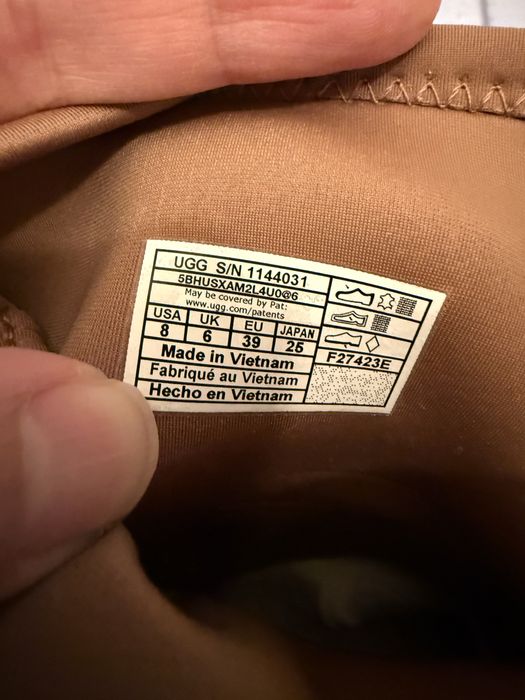 UGG S/N 1144031
5BHUSXAM2L4U0@6
May be covered by Pat:
www.ugg.com/patents
USA UK EU JAPAN
8 6 39 25
F27423E
Made in Vietnam
Fabriqué au Vietnam
Hecho en Vietnam